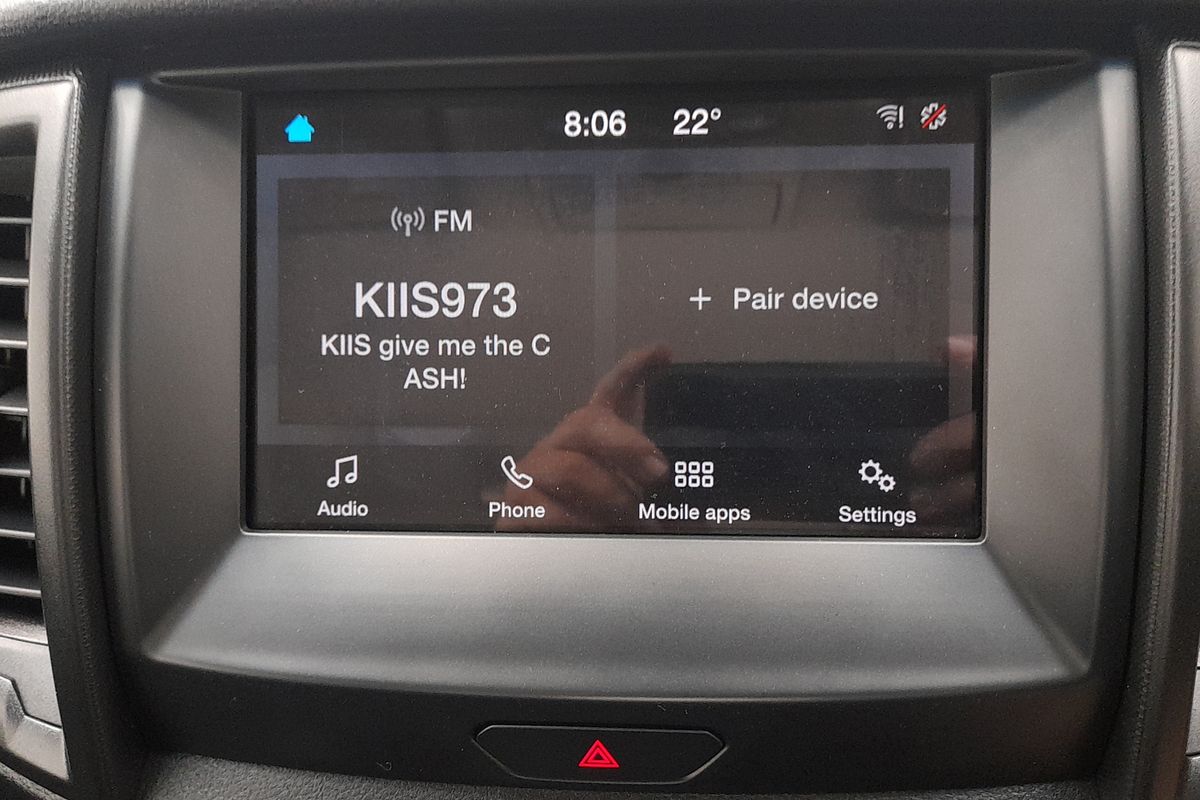 8:06 22°
FM
KIIS973
KIIS give me the C
ASH!
+ Pair device
Audio
Phone
Mobile apps
Settings